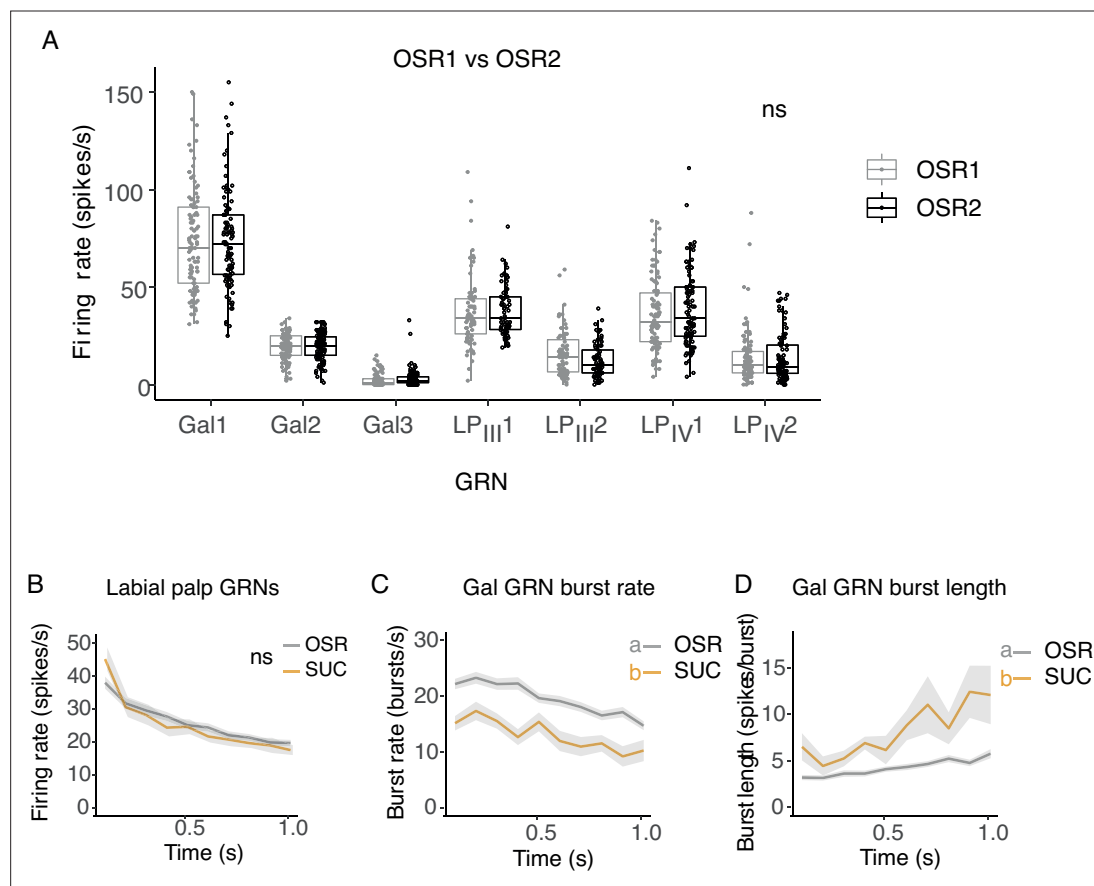 A
OSR1 vs OSR2
ns
Firing rate (spikes/s)
150
100
50
0
OSR1
OSR2
Gal1 Gal2 Gal3 LPIII1 LPIII2 LPIV1 LPIV2
GRN
B
Labial palp GRNs
Firing rate (spikes/s)
50
40
30
20
10
0
ns
OSR
SUC
0.5 1.0
Time (s)
C
Gal GRN burst rate
Burst rate (bursts/s)
30
20
10
0
a OSR
b SUC
0.5 1.0
Time (s)
D
Gal GRN burst length
Burst length (spikes/burst)
15
10
5
0
a OSR
b SUC
0.5 1.0
Time (s)